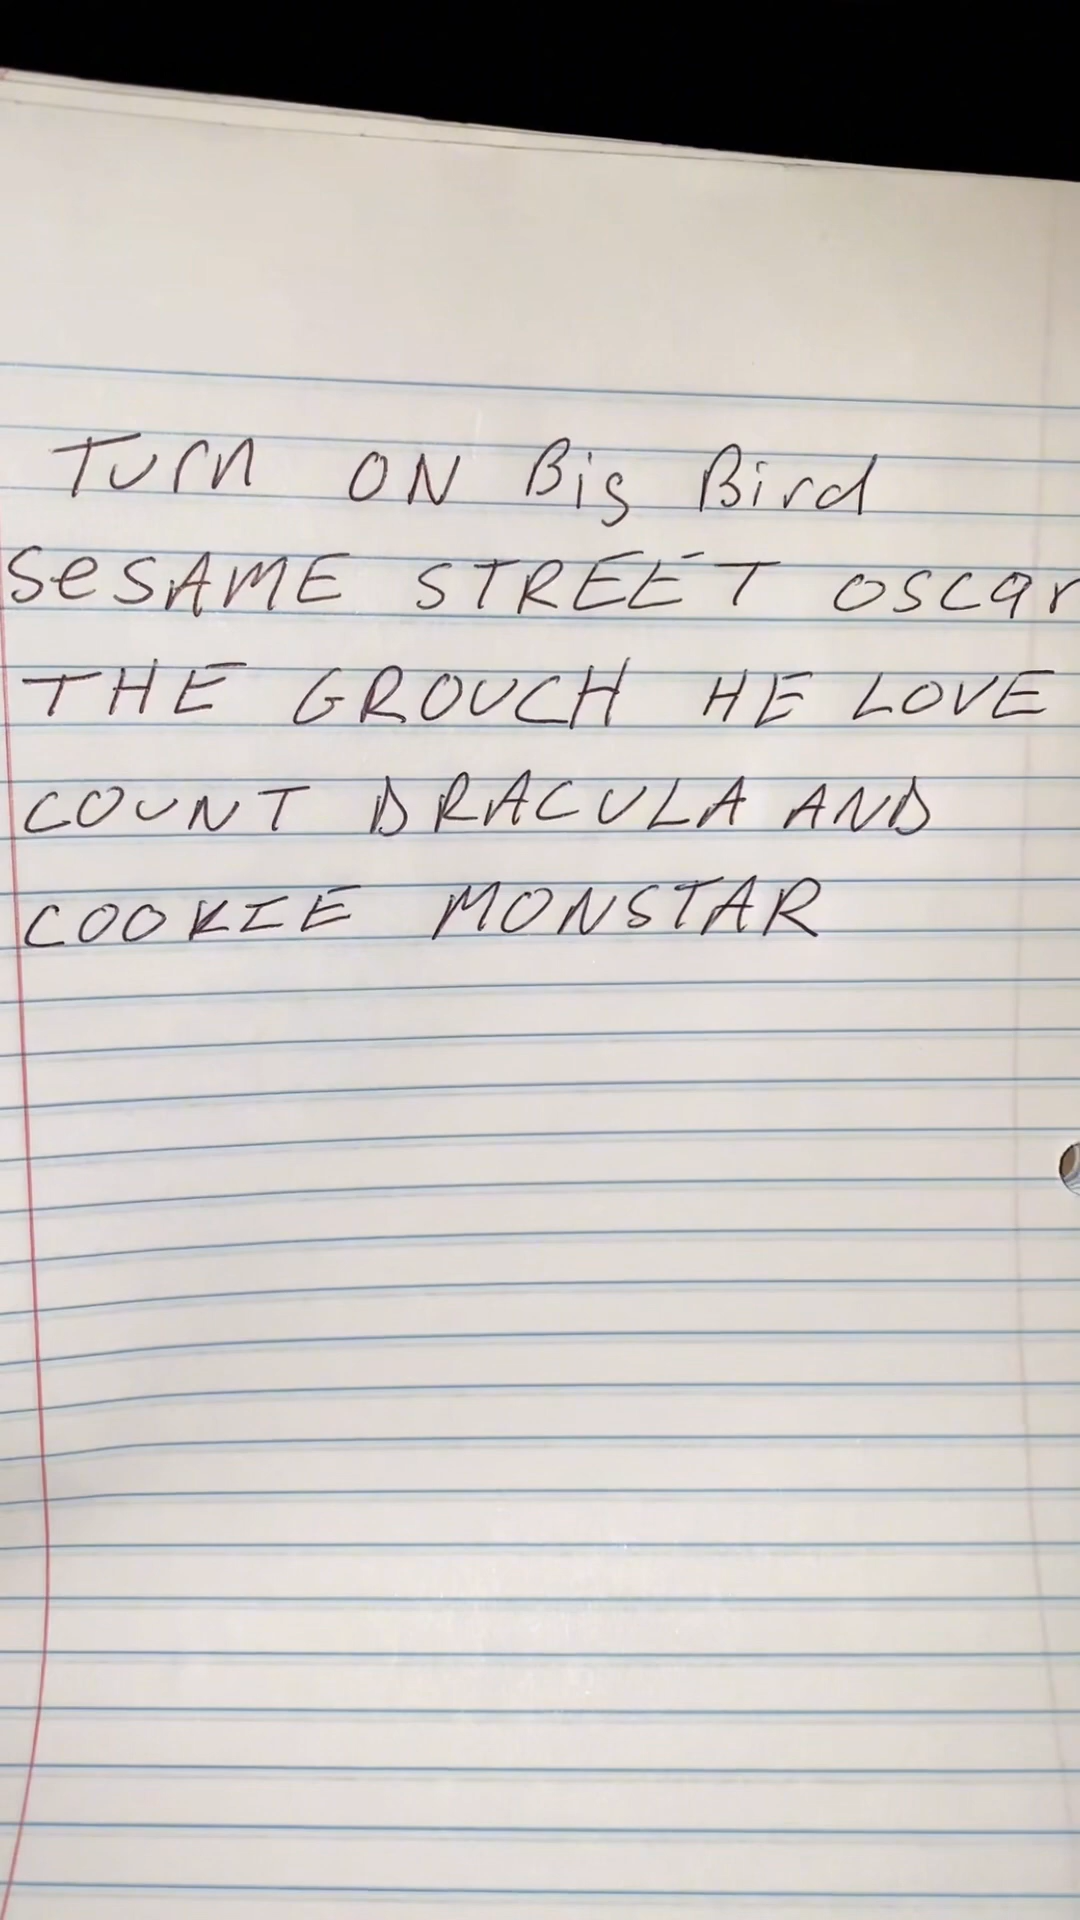 Turn ON Big Bird
SeSAME STREET oscar
THE GROUCH HE LOVE
COUNT DRACULA AND
COOKIE MONSTAR